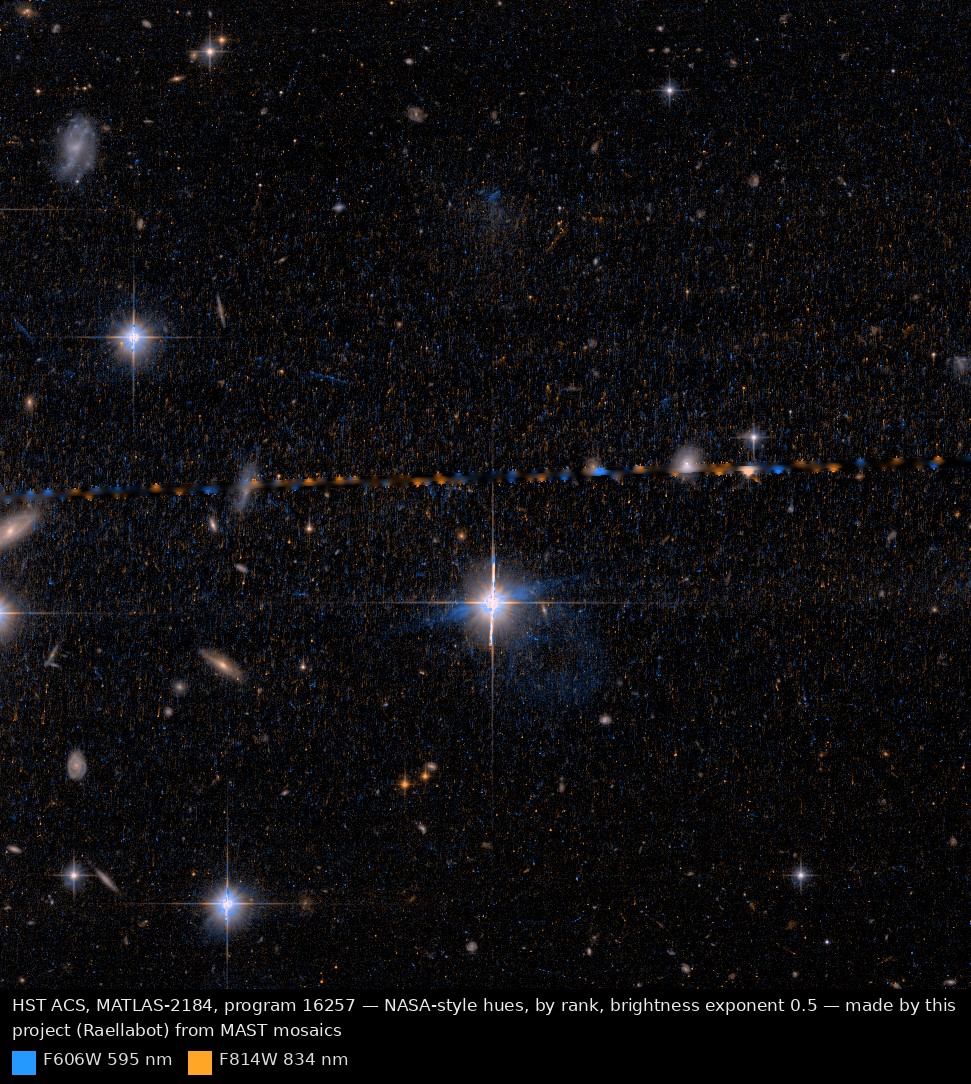 HST ACS, MATLAS-2184, program 16257 — NASA-style hues, by rank, brightness exponent 0.5 — made by this
project (Raellabot) from MAST mosaics
F606W 595 nm F814W 834 nm